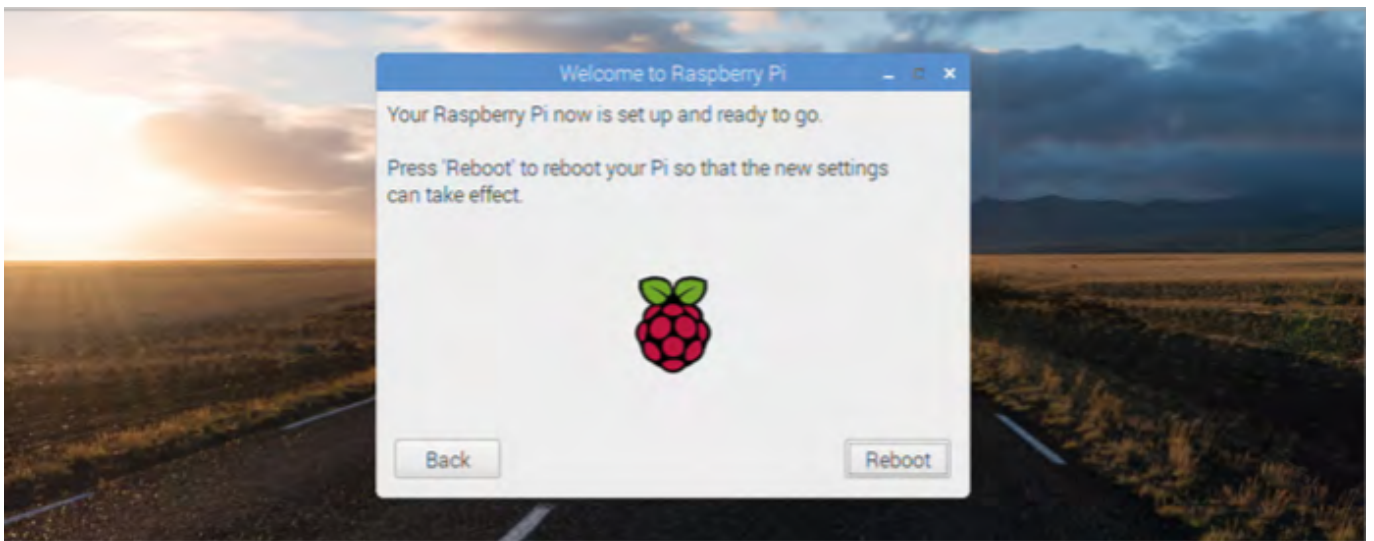 Welcome to Raspberry Pi
Your Raspberry Pi now is set up and ready to go.
Press 'Reboot' to reboot your Pi so that the new settings
can take effect.
Back
Reboot